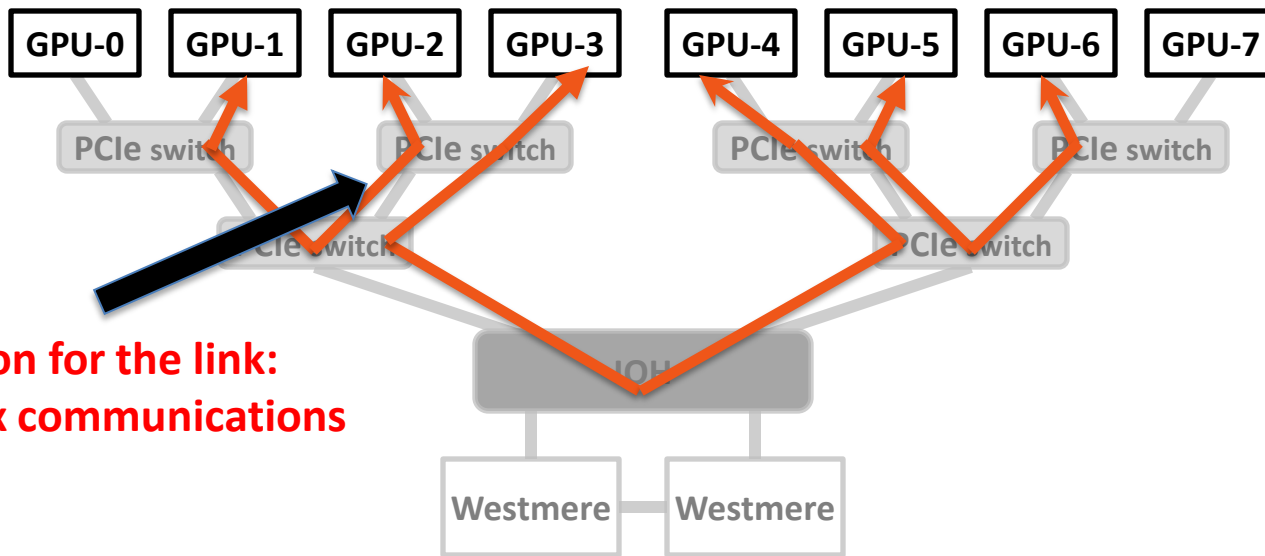 GPU-0 GPU-1 GPU-2 GPU-3 GPU-4 GPU-5 GPU-6 GPU-7
PCIe switch PCIe switch PCIe switch PCIe switch
PCIe switch PCIe switch
IOH
on for the link:
x communications
Westmere Westmere